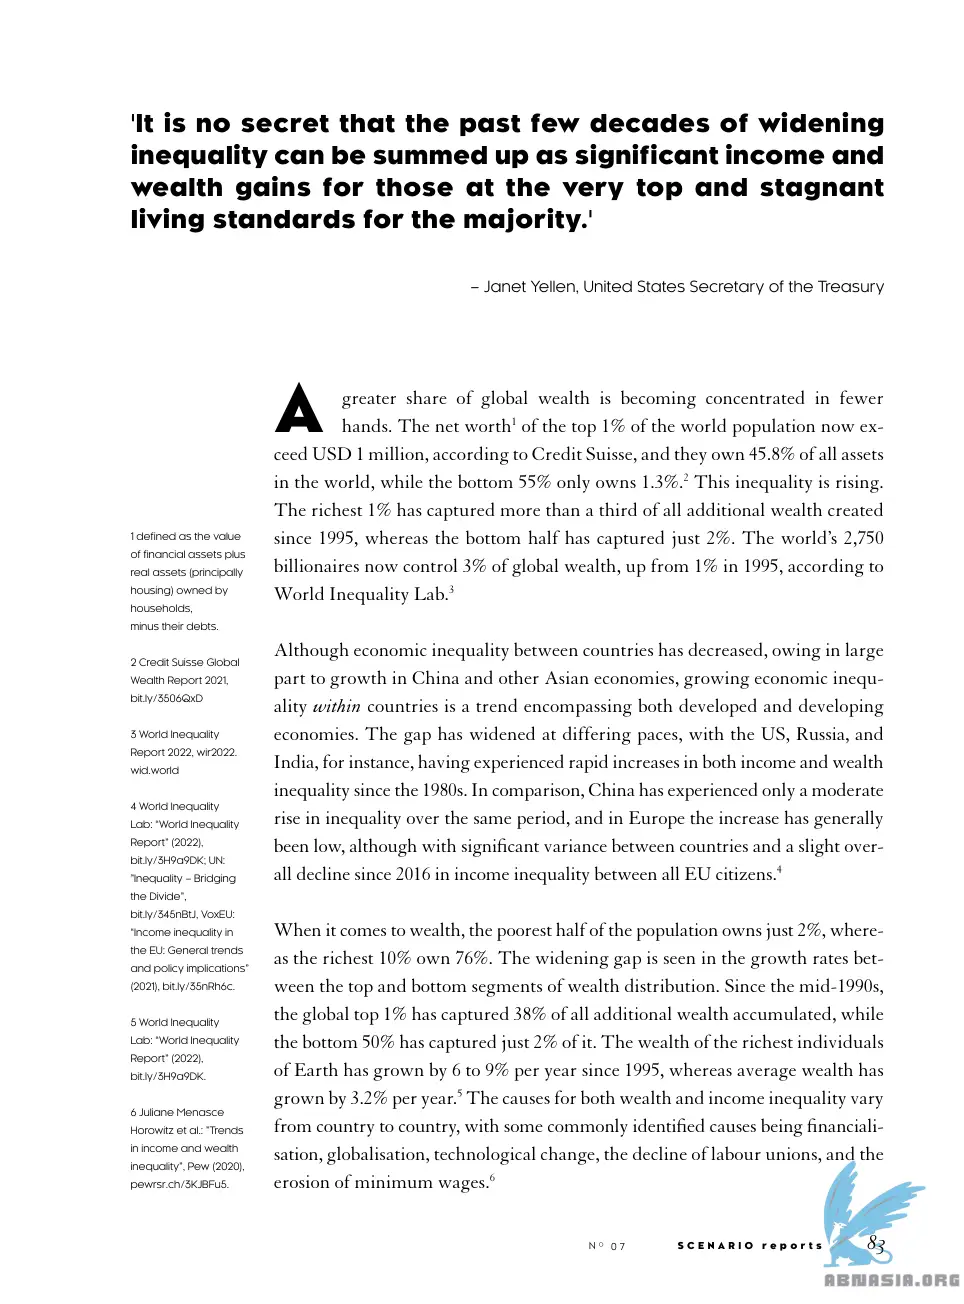 'It is no secret that the past few decades of widening
inequality can be summed up as significant income and
wealth gains for those at the very top and stagnant
living standards for the majority.'
– Janet Yellen, United States Secretary of the Treasury
A greater share of global wealth is becoming concentrated in fewer
hands. The net worth1 of the top 1% of the world population now ex-
ceed USD 1 million, according to Credit Suisse, and they own 45.8% of all assets
in the world, while the bottom 55% only owns 1.3%.2 This inequality is rising.
The richest 1% has captured more than a third of all additional wealth created
since 1995, whereas the bottom half has captured just 2%. The world's 2,750
billionaires now control 3% of global wealth, up from 1% in 1995, according to
World Inequality Lab.3
Although economic inequality between countries has decreased, owing in large
part to growth in China and other Asian economies, growing economic inequ-
ality within countries is a trend encompassing both developed and developing
economies. The gap has widened at differing paces, with the US, Russia, and
India, for instance, having experienced rapid increases in both income and wealth
inequality since the 1980s. In comparison, China has experienced only a moderate
rise in inequality over the same period, and in Europe the increase has generally
been low, although with significant variance between countries and a slight over-
all decline since 2016 in income inequality between all EU citizens.4
When it comes to wealth, the poorest half of the population owns just 2%, where-
as the richest 10% own 76%. The widening gap is seen in the growth rates bet-
ween the top and bottom segments of wealth distribution. Since the mid-1990s,
the global top 1% has captured 38% of all additional wealth accumulated, while
the bottom 50% has captured just 2% of it. The wealth of the richest individuals
of Earth has grown by 6 to 9% per year since 1995, whereas average wealth has
grown by 3.2% per year.5 The causes for both wealth and income inequality vary
from country to country, with some commonly identified causes being financiali-
sation, globalisation, technological change, the decline of labour unions, and the
erosion of minimum wages.6
1 defined as the value
of financial assets plus
real assets (principally
housing) owned by
households,
minus their debts.
2 Credit Suisse Global
Wealth Report 2021,
bit.ly/3506QxD
3 World Inequality
Report 2022, wir2022.
wid.world
4 World Inequality
Lab: "World Inequality
Report" (2022),
bit.ly/3H9a9DK; UN:
"Inequality – Bridging
the Divide",
bit.ly/345nBtJ, VoxEU:
"Income inequality in
the EU: General trends
and policy implications"
(2021), bit.ly/35nRh6c.
5 World Inequality
Lab: "World Inequality
Report" (2022),
bit.ly/3H9a9DK.
6 Juliane Menasce
Horowitz et al.: "Trends
in income and wealth
inequality", Pew (2020),
pewrsr.ch/3KJBFu5.
Nº 07 SCENARIO reports 83
ABNASIA.ORG